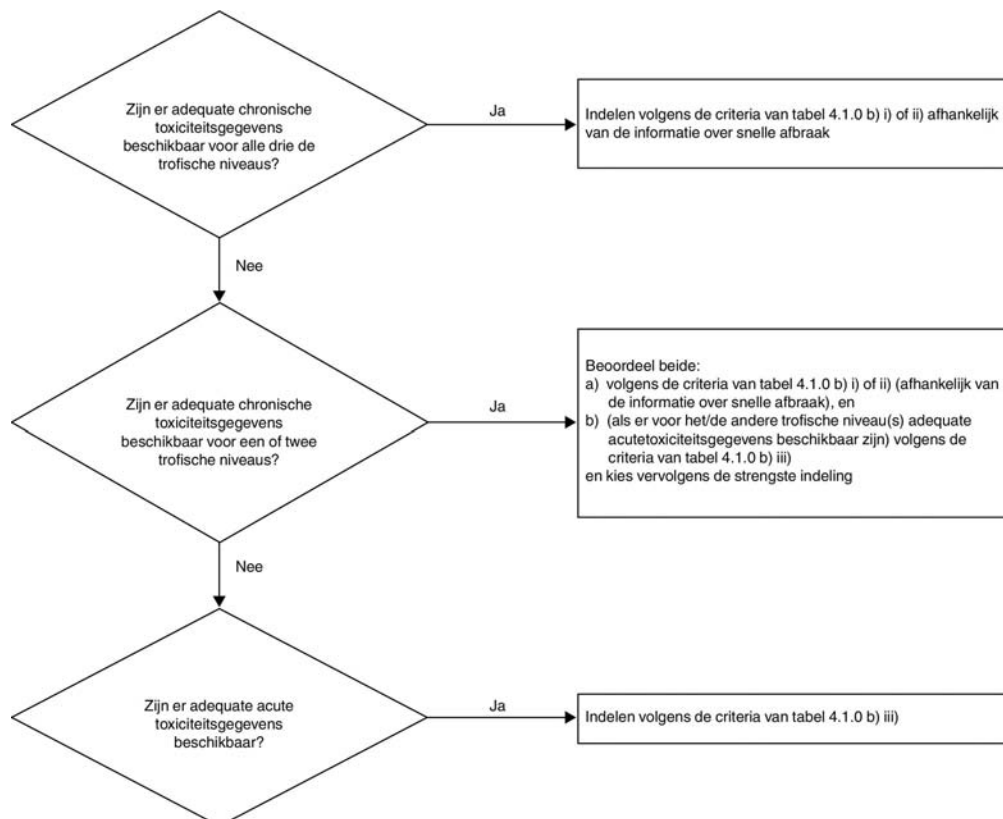 Zijn er adequate chronische
toxiciteitsgegevens
beschikbaar voor alle drie de
trofische niveaus?
Ja
Indelen volgens de criteria van tabel 4.1.0 b) i) of ii) afhankelijk
van de informatie over snelle afbraak
Nee
Zijn er adequate chronische
toxiciteitsgegevens
beschikbaar voor een of twee
trofische niveaus?
Ja
Beoordeel beide:
a) volgens de criteria van tabel 4.1.0 b) i) of ii) (afhankelijk van
de informatie over snelle afbraak), en
b) (als er voor het/de andere trofische niveau(s) adequate
acutetoxiciteitsgegevens beschikbaar zijn) volgens de
criteria van tabel 4.1.0 b) iii)
en kies vervolgens de strengste indeling
Nee
Zijn er adequate acute
toxiciteitsgegevens
beschikbaar?
Ja
Indelen volgens de criteria van tabel 4.1.0 b) iii)